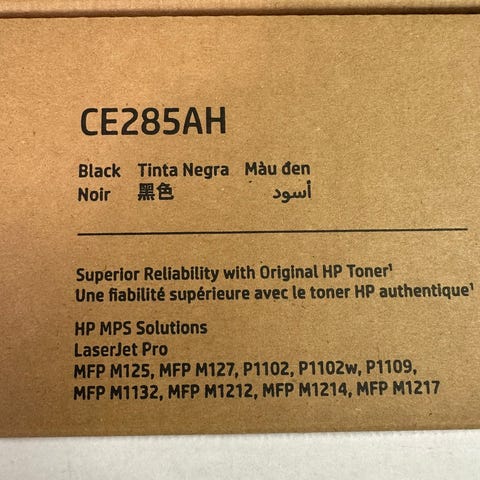 CE285AH
Black Tinta Negra Màu đen
Noir 黑色 أسود
Superior Reliability with Original HP Toner¹
Une fiabilité supérieure avec le toner HP authentique¹
HP MPS Solutions
LaserJet Pro
MFP M125, MFP M127, P1102, P1102w, P1109,
MFP M1132, MFP M1212, MFP M1214, MFP M1217